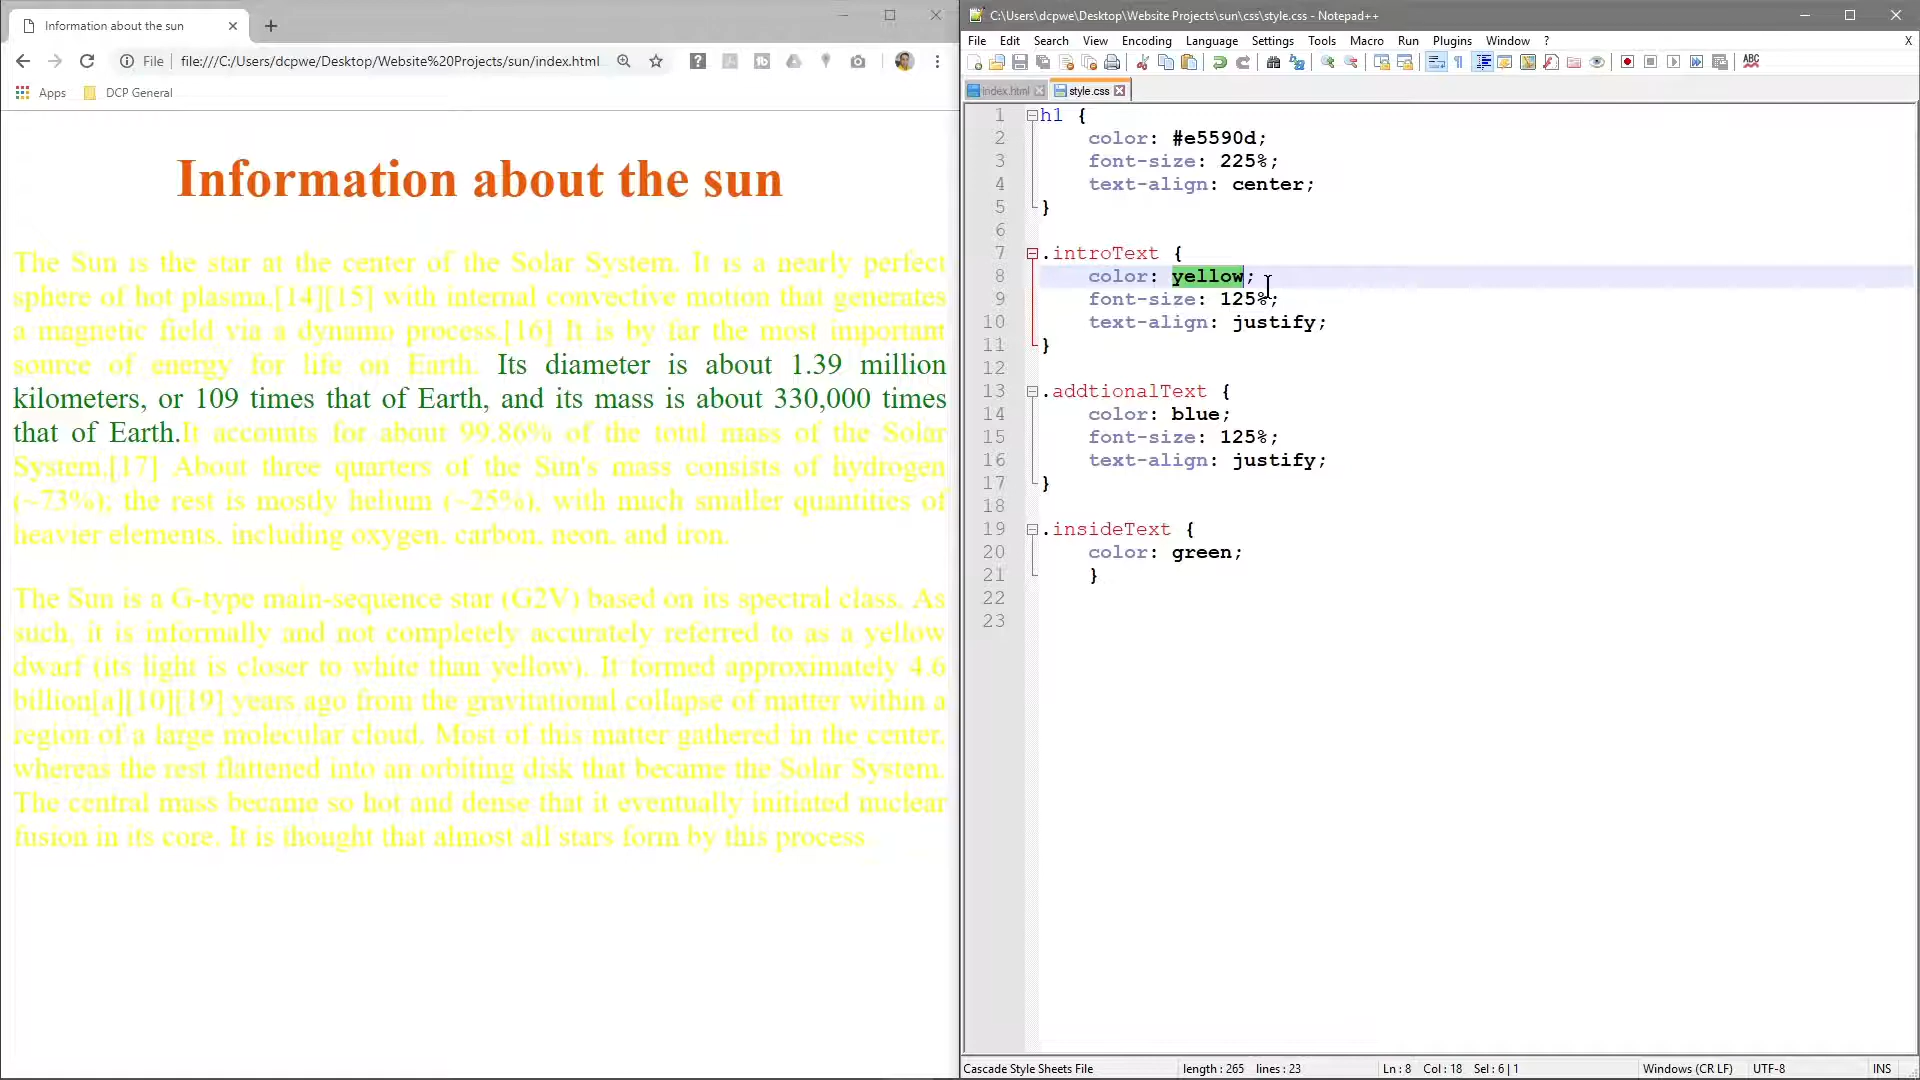 Information about the sun
File
file:///C:/Users/dcpwe/Desktop/Website%20Projects/sun/index.html
Apps
DCP General
Information about the sun
The Sun is the star at the center of the Solar System. It is a nearly perfect
sphere of hot plasma,[14][15] with internal convective motion that generates
a magnetic field via a dynamo process.[16] It is by far the most important
source of energy for life on Earth. Its diameter is about 1.39 million
kilometers, or 109 times that of Earth, and its mass is about 330,000 times
that of Earth.It accounts for about 99.86% of the total mass of the Solar
System.[17] About three quarters of the Sun's mass consists of hydrogen
(~73%); the rest is mostly helium (~25%), with much smaller quantities of
heavier elements, including oxygen, carbon, neon, and iron.
The Sun is a G-type main-sequence star (G2V) based on its spectral class. As
such, it is informally and not completely accurately referred to as a yellow
dwarf (its light is closer to white than yellow). It formed approximately 4.6
billion[a][10][19] years ago from the gravitational collapse of matter within a
region of a large molecular cloud. Most of this matter gathered in the center,
whereas the rest flattened into an orbiting disk that became the Solar System.
The central mass became so hot and dense that it eventually initiated nuclear
fusion in its core. It is thought that almost all stars form by this process
C:\Users\dcpwe\Desktop\Website Projects\sun\css\style.css - Notepad++
File Edit Search View Encoding Language Settings Tools Macro Run Plugins Window ? X
ABC
index.html style.css
1 h1 {
2 color: #e5590d;
3 font-size: 225%;
4 text-align: center;
5 }
6
7 .introText {
8 color: yellow;
9 font-size: 125%;
10 text-align: justify;
11 }
12
13 .addtionalText {
14 color: blue;
15 font-size: 125%;
16 text-align: justify;
17 }
18
19 .insideText {
20 color: green;
21 }
22
23
Cascade Style Sheets File length : 265 lines : 23 Ln : 8 Col : 18 Sel : 6 | 1 Windows (CR LF) UTF-8 INS